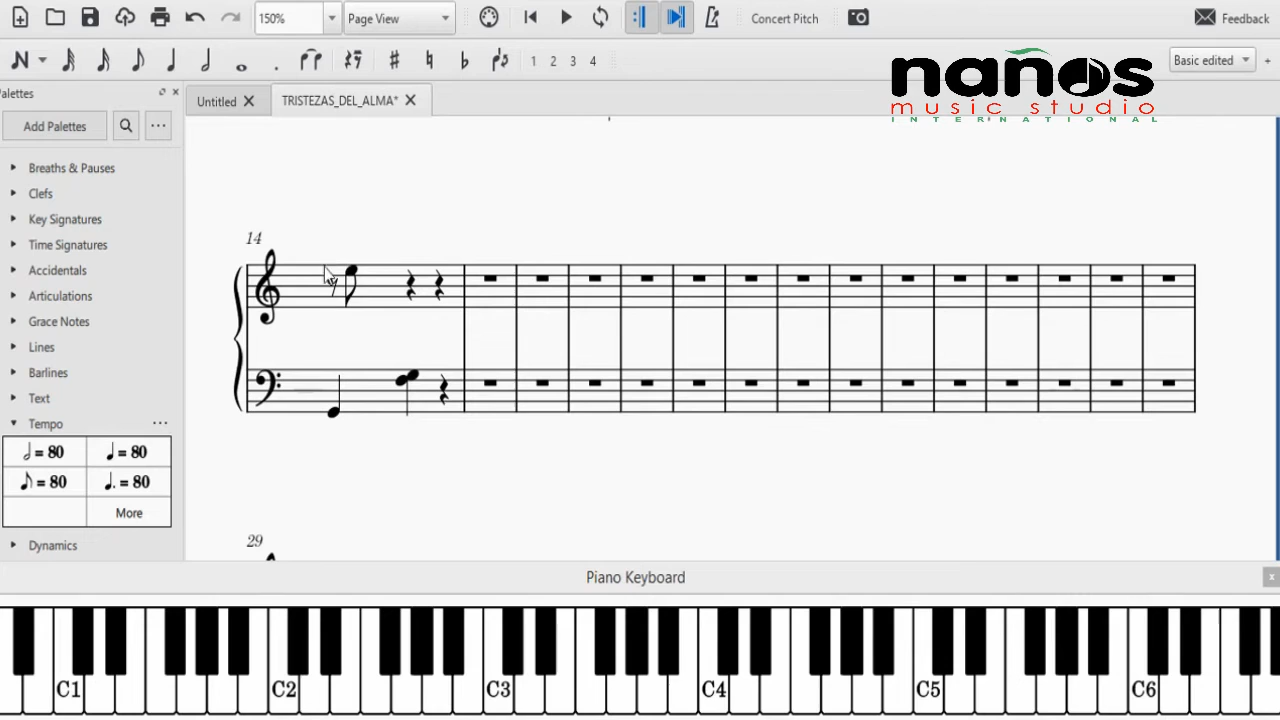 150%
Page View
Concert Pitch
Feedback
1 2 3 4
Basic edited
+
nanos
music studio
INTERNATIONAL
alettes
Untitled
TRISTEZAS_DEL_ALMA*
Add Palettes
...
Breaths & Pauses
Clefs
Key Signatures
Time Signatures
Accidentals
Articulations
Grace Notes
Lines
Barlines
Text
Tempo
...
= 80
= 80
= 80
= 80
More
Dynamics
14
29
Piano Keyboard
C1
C2
C3
C4
C5
C6